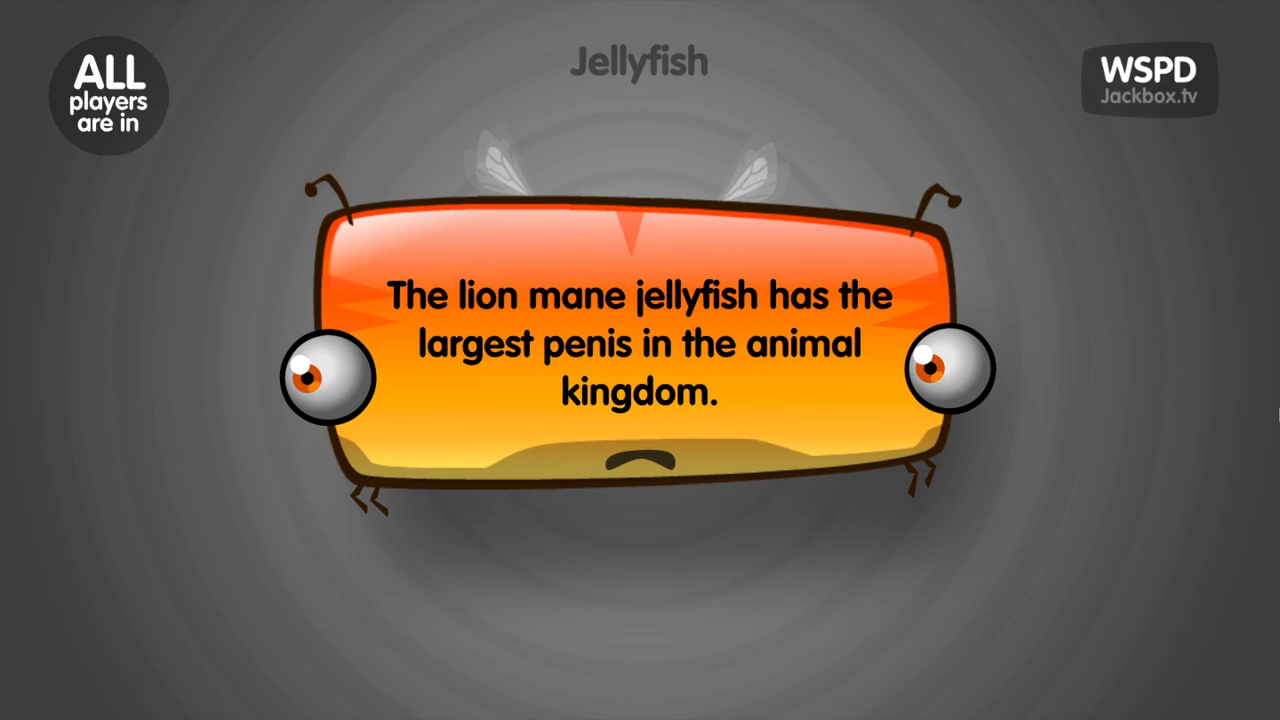 ALL
players
are in
Jellyfish
WSPD
Jackbox.tv
The lion mane jellyfish has the
largest penis in the animal
kingdom.